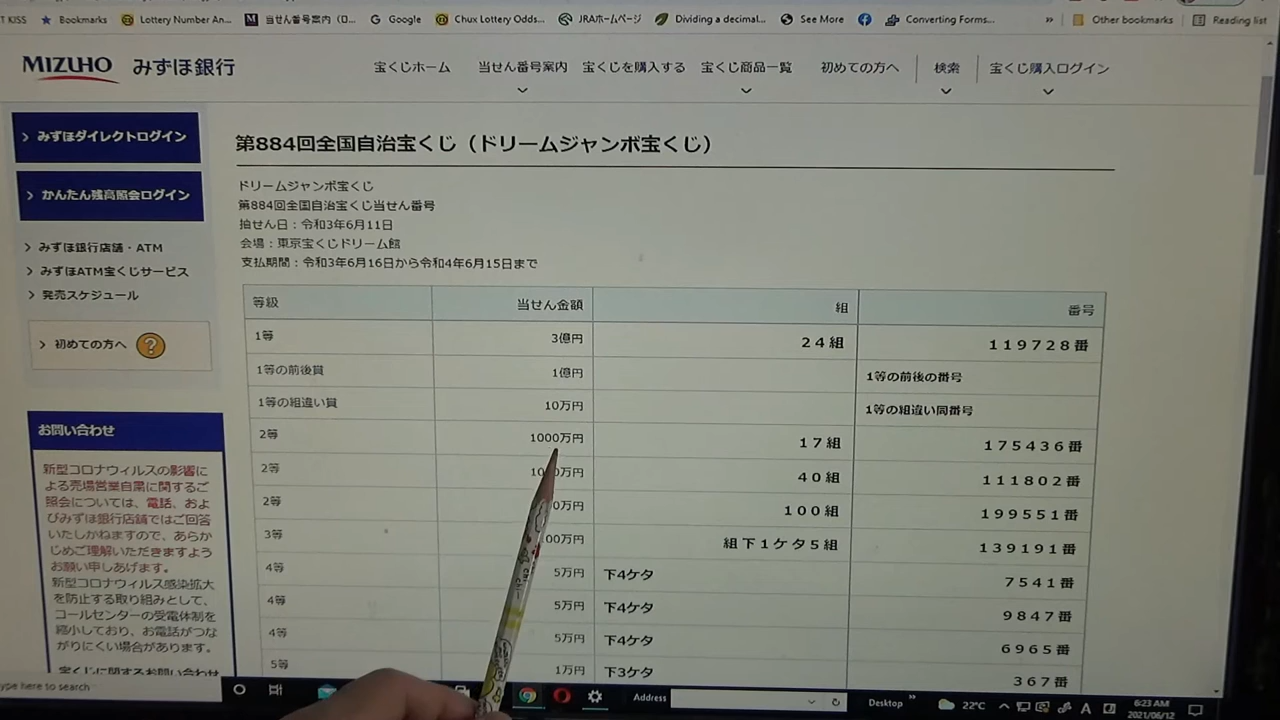 T KISS
Bookmarks
Lottery Number An...
当せん番号案内 (ロ...
Google
Chux Lottery Odds...
JRAホームページ
Dividing a decimal...
See More
Converting Forms...
»
Other bookmarks
Reading list
MIZUHO みずほ銀行
宝くじホーム
当せん番号案内
宝くじを購入する
宝くじ商品一覧
初めての方へ
検索
宝くじ購入ログイン
みずほダイレクトログイン
かんたん残高照会ログイン
みずほ銀行店舗・ATM
みずほATM宝くじサービス
発売スケジュール
初めての方へ ?
お問い合わせ
新型コロナウィルスの影響に
よる売場営業自粛に関するご
照会については、電話、およ
びみずほ銀行店舗ではご回答
いたしかねますので、あらか
じめご理解いただきますよう
お願い申しあげます。
新型コロナウィルス感染拡大
を防止する取り組みとして、
コールセンターの受電体制を
縮小しており、お電話がつな
がりにくい場合があります。
宝くじに関するお問い合わせ
第884回全国自治宝くじ（ドリームジャンボ宝くじ）
ドリームジャンボ宝くじ
第884回全国自治宝くじ当せん番号
抽せん日：令和3年6月11日
会場：東京宝くじドリーム館
支払期間：令和3年6月16日から令和4年6月15日まで
等級 当せん金額 組 番号
1等 3億円 24組 119728番
1等の前後賞 1億円 1等の前後の番号
1等の組違い賞 10万円 1等の組違い同番号
2等 1000万円 17組 175436番
2等 万円 40組 111802番
2等 万円 100組 199551番
3等 万円 組下1ケタ5組 139191番
4等 5万円 下4ケタ 7541番
4等 5万円 下4ケタ 9847番
4等 5万円 下4ケタ 6965番
5等 1万円 下3ケタ 367番
ype here to search
Address
Desktop
22℃
A
6:23 AM
2021/06/12